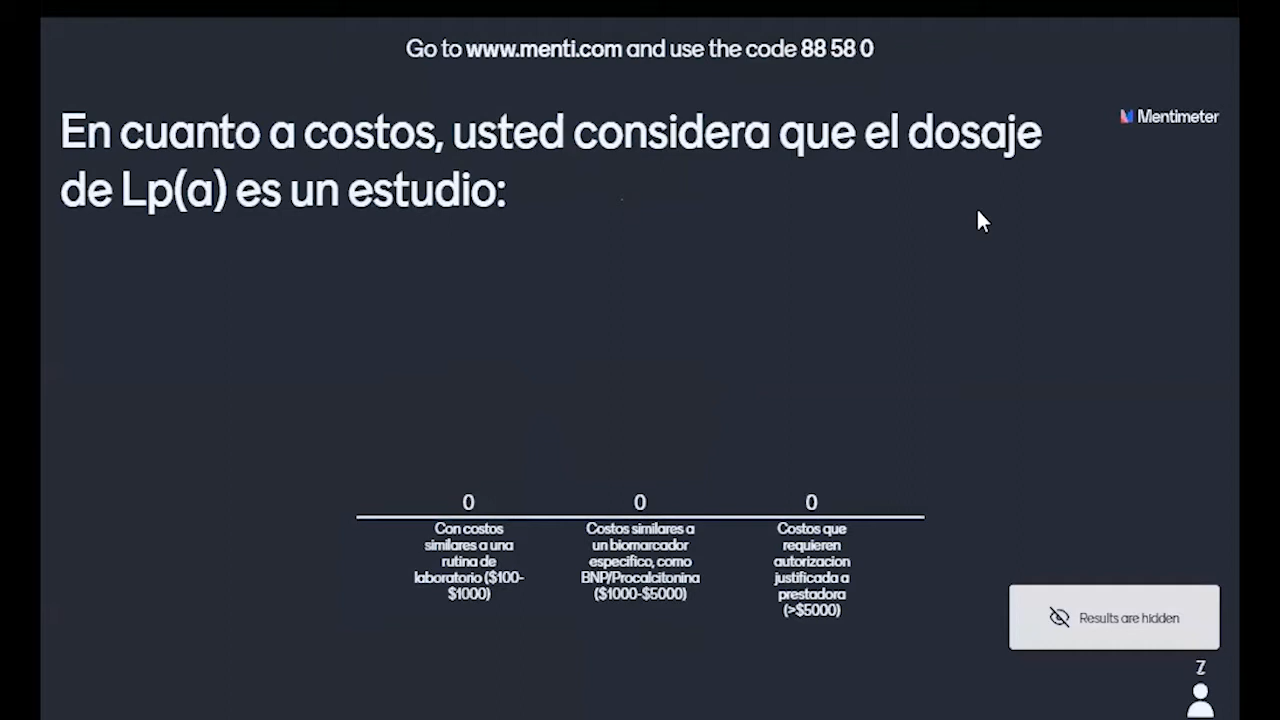 Go to www.menti.com and use the code 88 58 0
Mentimeter
En cuanto a costos, usted considera que el dosaje
de Lp(a) es un estudio:
0 0 0
Con costos
similares a una
rutina de
laboratorio ($100-
$1000)
Costos similares a
un biomarcador
especifico, como
BNP/Procalcitonina
($1000-$5000)
Costos que
requieren
autorizacion
justificada a
prestadora
(>$5000)
Results are hidden